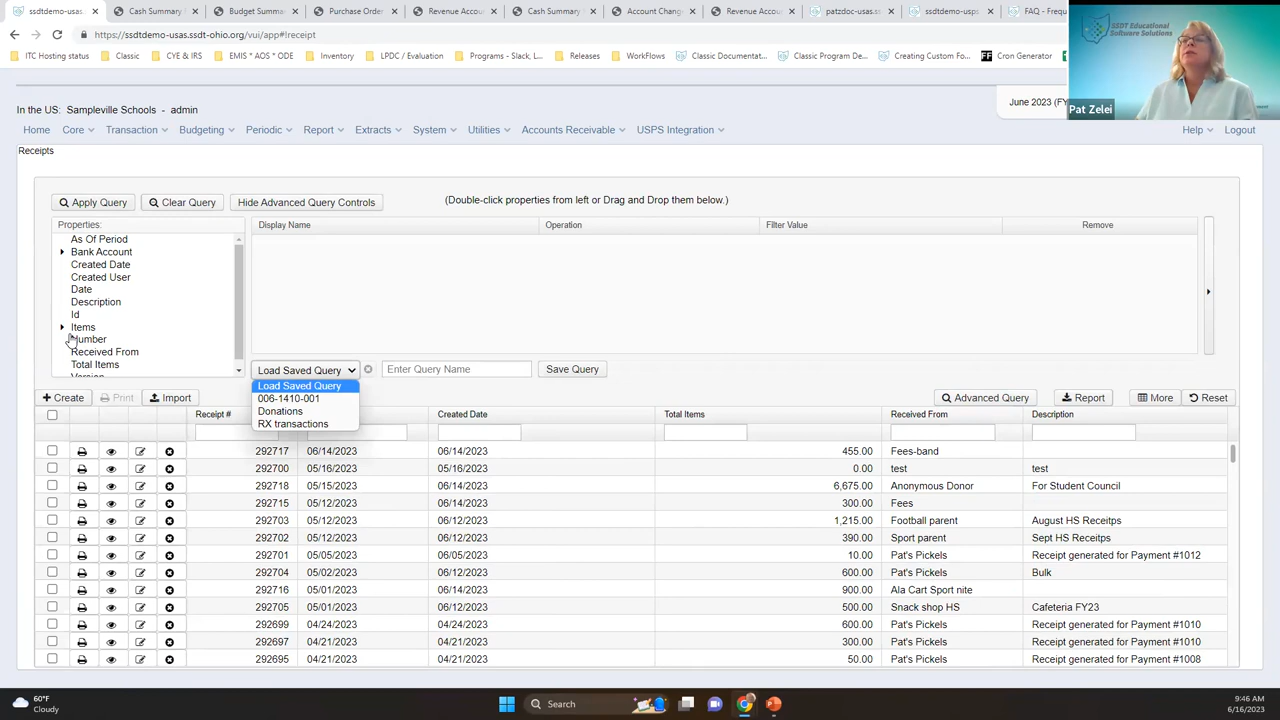 ssdtdemo-us
Cash Summary
Budget Summa
Purchase Order
Revenue Accou
Cash Summary
Account Chang
Revenue Accou
patzdoc-usas.ss
ssdtdemo-usps
FAQ - Frequ
https://ssdtdemo-usas.ssdt-ohio.org/vui/app#!receipt
ITC Hosting status
Classic
CYE & IRS
EMIS * AOS * ODE
Inventory
LPDC / Evaluation
Programs - Slack, L...
Releases
WorkFlows
Classic Documentat...
Classic Program De...
Creating Custom Fo...
Cron Generator
SSDT Educational
Software Solutions
Pat Zelei
In the US: Sampleville Schools - admin
June 2023 (FY
Home
Core
Transaction
Budgeting
Periodic
Report
Extracts
System
Utilities
Accounts Receivable
USPS Integration
Help
Logout
Receipts
Apply Query
Clear Query
Hide Advanced Query Controls
(Double-click properties from left or Drag and Drop them below.)
Properties:
As Of Period
Bank Account
Created Date
Created User
Date
Description
Id
Items
Number
Received From
Total Items
Version
Display Name
Operation
Filter Value
Remove
Load Saved Query
Enter Query Name
Save Query
Load Saved Query
006-1410-001
Donations
RX transactions
Create
Print
Import
Advanced Query
Report
More
Reset
Receipt # Created Date Total Items Received From Description
292717 06/14/2023 06/14/2023 455.00 Fees-band
292700 05/16/2023 05/16/2023 0.00 test test
292718 05/15/2023 06/14/2023 6,675.00 Anonymous Donor For Student Council
292715 05/12/2023 06/14/2023 300.00 Fees
292703 05/12/2023 06/12/2023 1,215.00 Football parent August HS Receitps
292702 05/12/2023 06/12/2023 390.00 Sport parent Sept HS Receitps
292701 05/05/2023 06/05/2023 10.00 Pat's Pickels Receipt generated for Payment #1012
292704 05/02/2023 06/12/2023 600.00 Pat's Pickels Bulk
292716 05/01/2023 06/14/2023 900.00 Ala Cart Sport nite
292705 05/01/2023 06/12/2023 500.00 Snack shop HS Cafeteria FY23
292699 04/24/2023 04/24/2023 600.00 Pat's Pickels Receipt generated for Payment #1010
292697 04/21/2023 04/21/2023 300.00 Pat's Pickels Receipt generated for Payment #1010
292695 04/21/2023 04/21/2023 50.00 Pat's Pickels Receipt generated for Payment #1008
60°F
Cloudy
Search
9:46 AM
6/16/2023